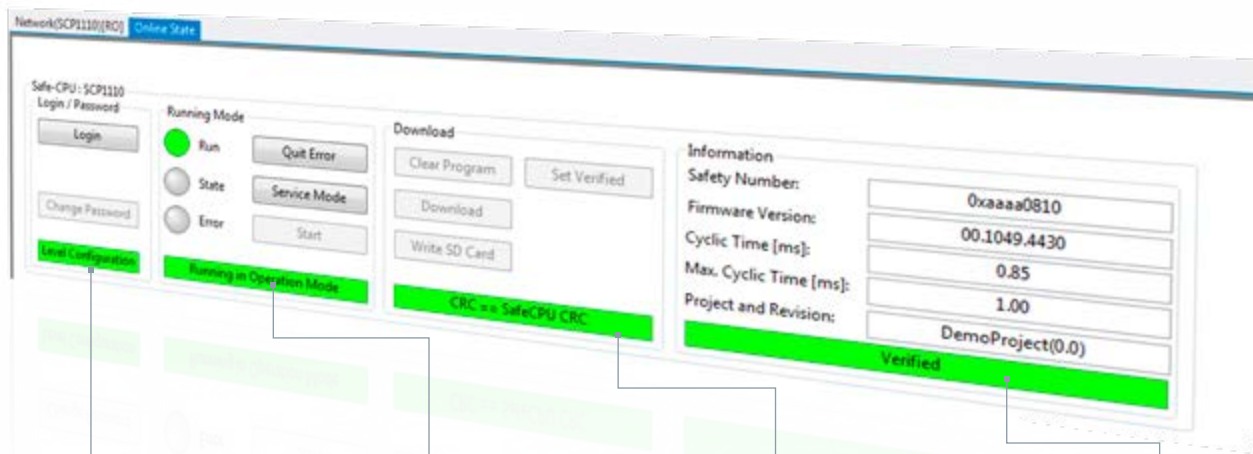 Network(SCP1110)[RO] Online State
Safe-CPU : SCP1110
Login / Password
Login
Change Password
Level Configuration
Running Mode
Run
State
Error
Quit Error
Service Mode
Start
Running in Operation Mode
Download
Clear Program
Set Verified
Download
Write SD Card
CRC == SafeCPU CRC
Information
Safety Number: 0xaaaa0810
Firmware Version: 00.1049.4430
Cyclic Time [ms]: 0.85
Max. Cyclic Time [ms]: 1.00
Project and Revision: DemoProject(0.0)
Verified